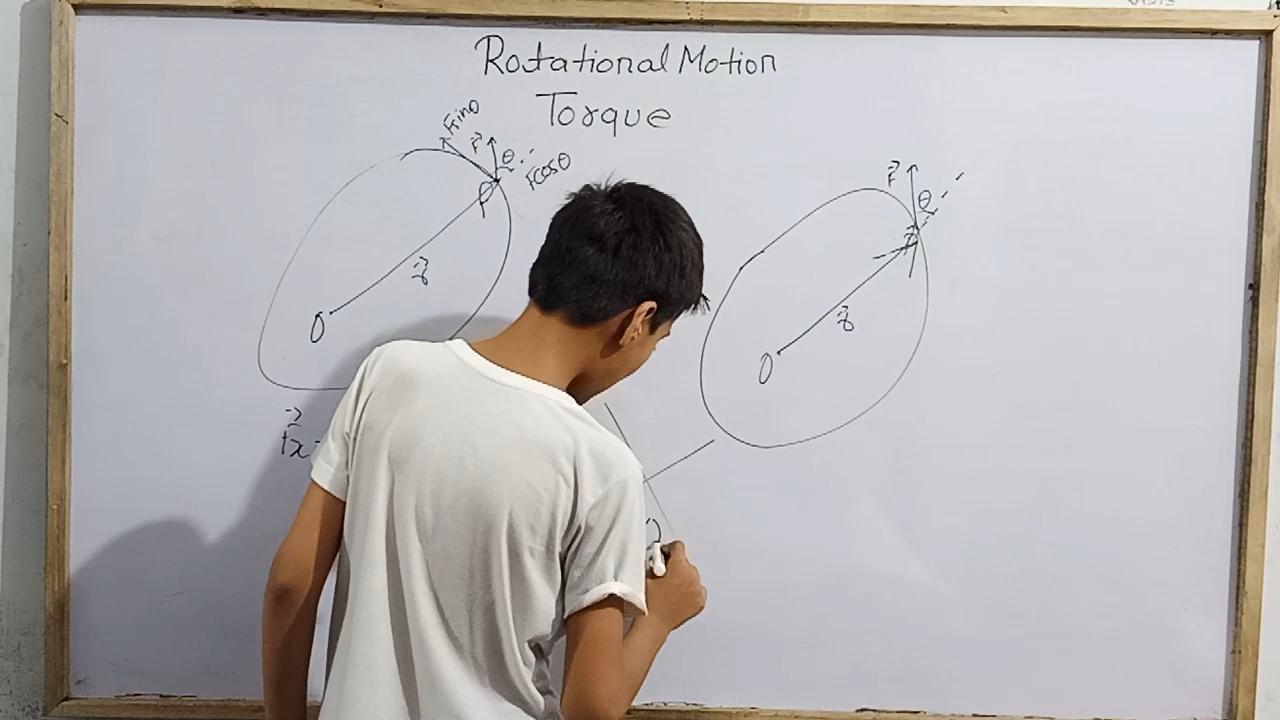 Rotational Motion
Torque
Fsinθ
F⃗
θ
Fcosθ
P
r⃗
O
F⃗
θ
P
r⃗
O